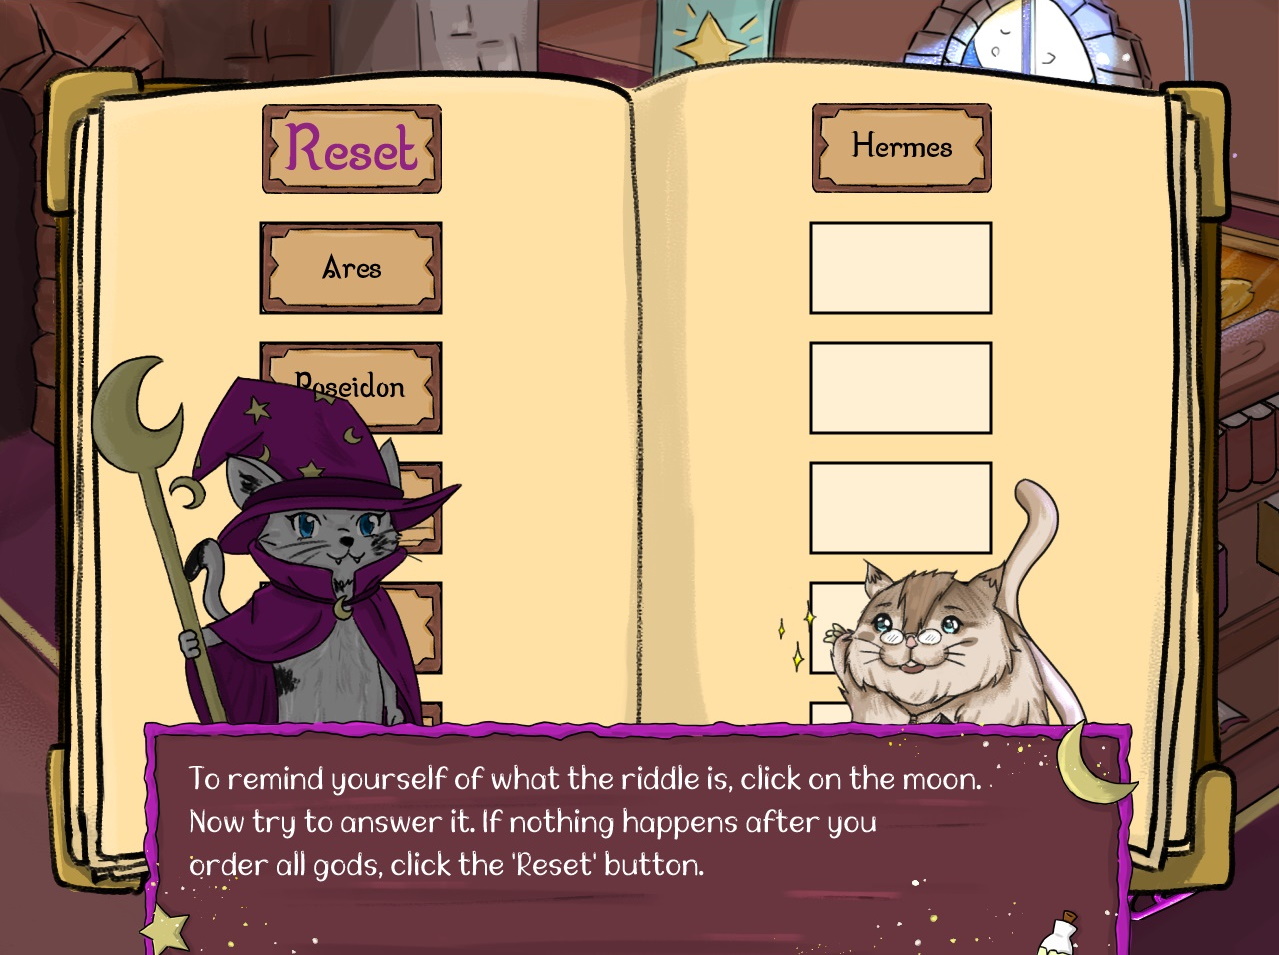 Reset
Hermes
Ares
Poseidon
To remind yourself of what the riddle is, click on the moon.
Now try to answer it. If nothing happens after you
order all gods, click the 'Reset' button.